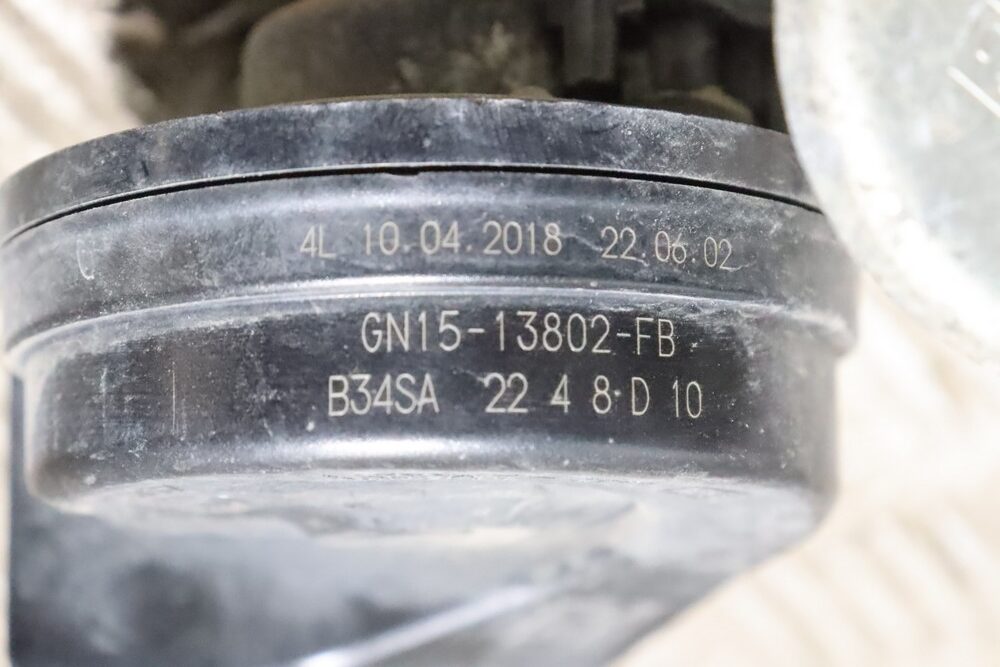 4L 10.04.2018 22.06.02
GN15-13802-FB
B34SA 22 4 8 D 10